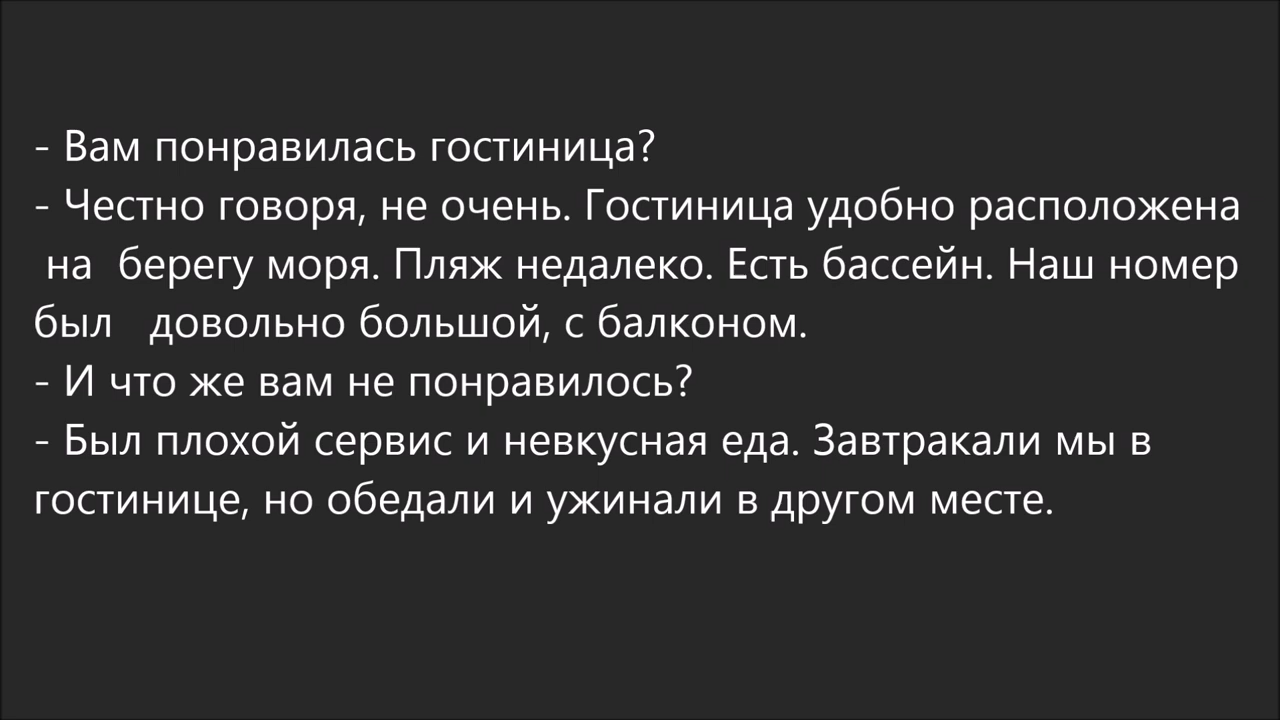 - Вам понравилась гостиница?
- Честно говоря, не очень. Гостиница удобно расположена
на берегу моря. Пляж недалеко. Есть бассейн. Наш номер
был довольно большой, с балконом.
- И что же вам не понравилось?
- Был плохой сервис и невкусная еда. Завтракали мы в
гостинице, но обедали и ужинали в другом месте.